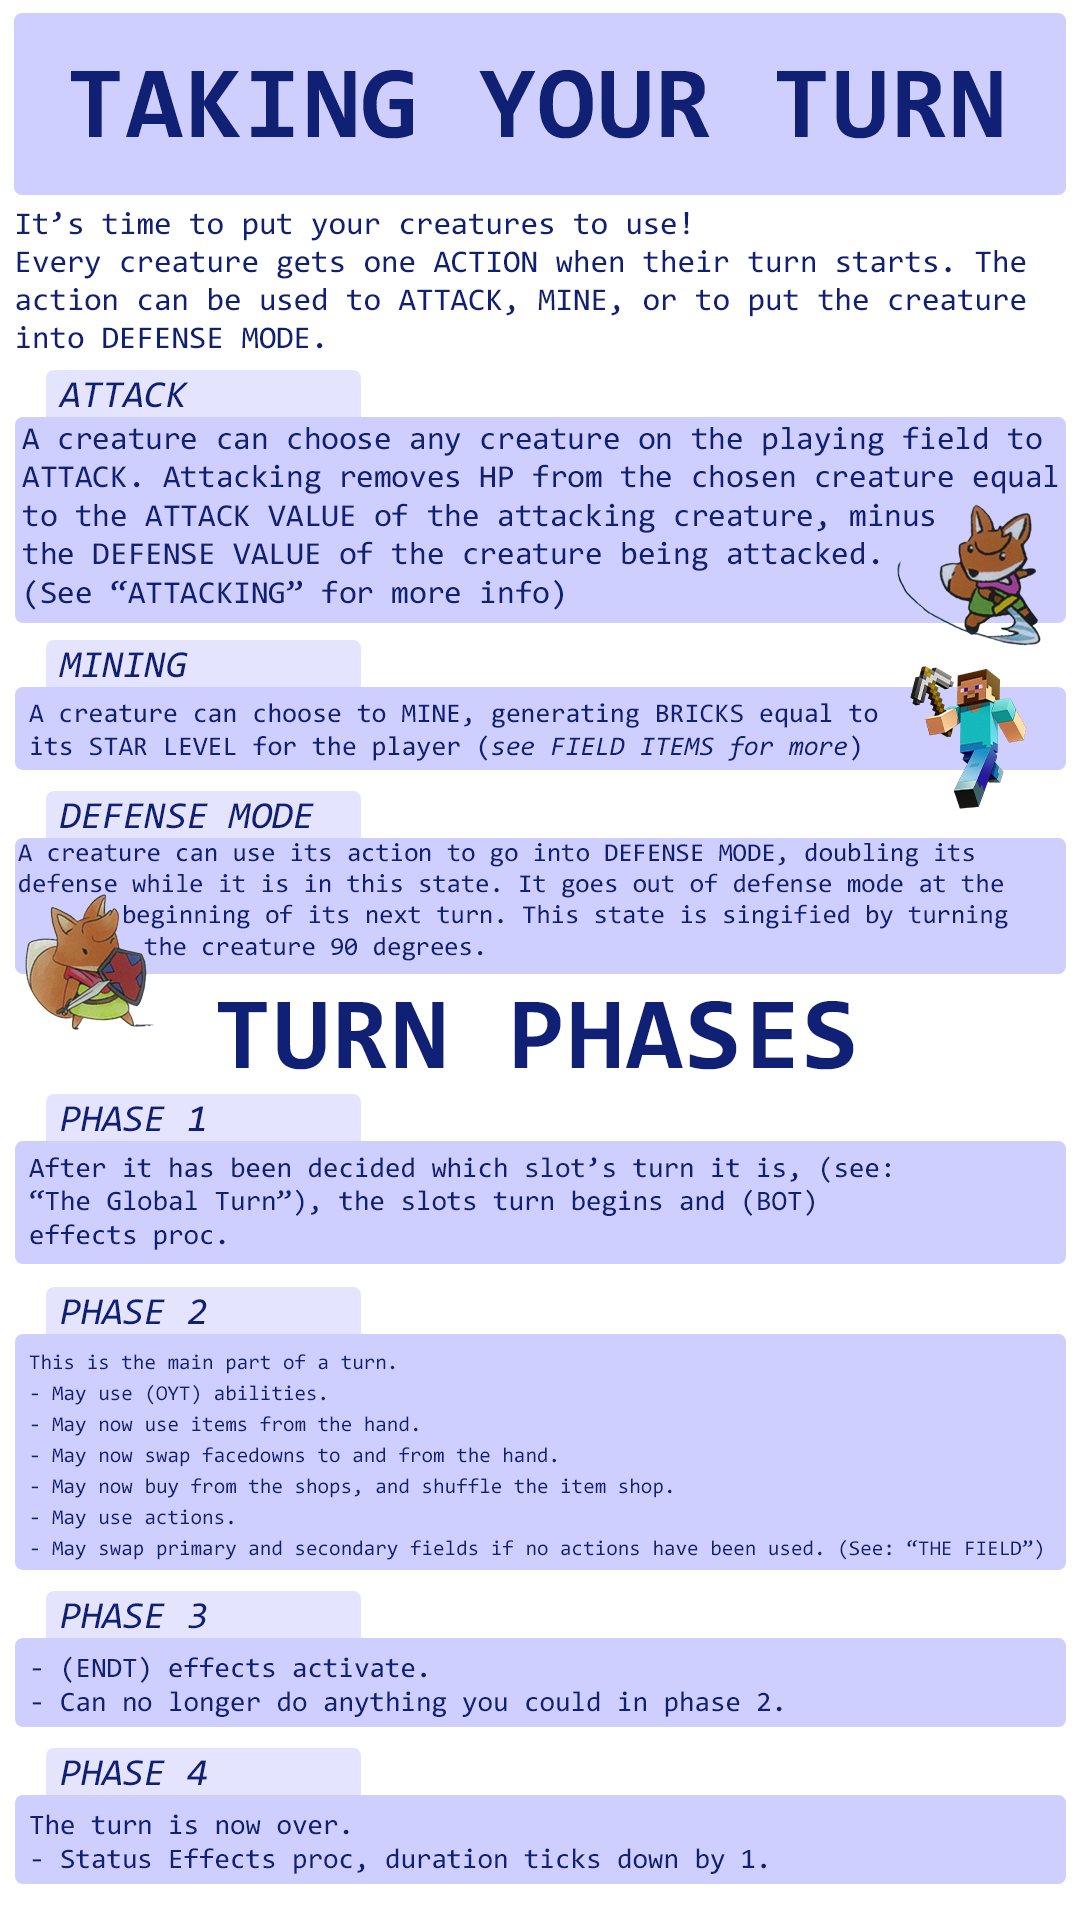 TAKING YOUR TURN
It’s time to put your creatures to use!
Every creature gets one ACTION when their turn starts. The
action can be used to ATTACK, MINE, or to put the creature
into DEFENSE MODE.
ATTACK
A creature can choose any creature on the playing field to
ATTACK. Attacking removes HP from the chosen creature equal
to the ATTACK VALUE of the attacking creature, minus
the DEFENSE VALUE of the creature being attacked.
(See “ATTACKING” for more info)
MINING
A creature can choose to MINE, generating BRICKS equal to
its STAR LEVEL for the player (see FIELD ITEMS for more)
DEFENSE MODE
A creature can use its action to go into DEFENSE MODE, doubling its
defense while it is in this state. It goes out of defense mode at the
beginning of its next turn. This state is singified by turning
the creature 90 degrees.
TURN PHASES
PHASE 1
After it has been decided which slot’s turn it is, (see:
“The Global Turn”), the slots turn begins and (BOT)
effects proc.
PHASE 2
This is the main part of a turn.
- May use (OYT) abilities.
- May now use items from the hand.
- May now swap facedowns to and from the hand.
- May now buy from the shops, and shuffle the item shop.
- May use actions.
- May swap primary and secondary fields if no actions have been used. (See: “THE FIELD”)
PHASE 3
- (ENDT) effects activate.
- Can no longer do anything you could in phase 2.
PHASE 4
The turn is now over.
- Status Effects proc, duration ticks down by 1.